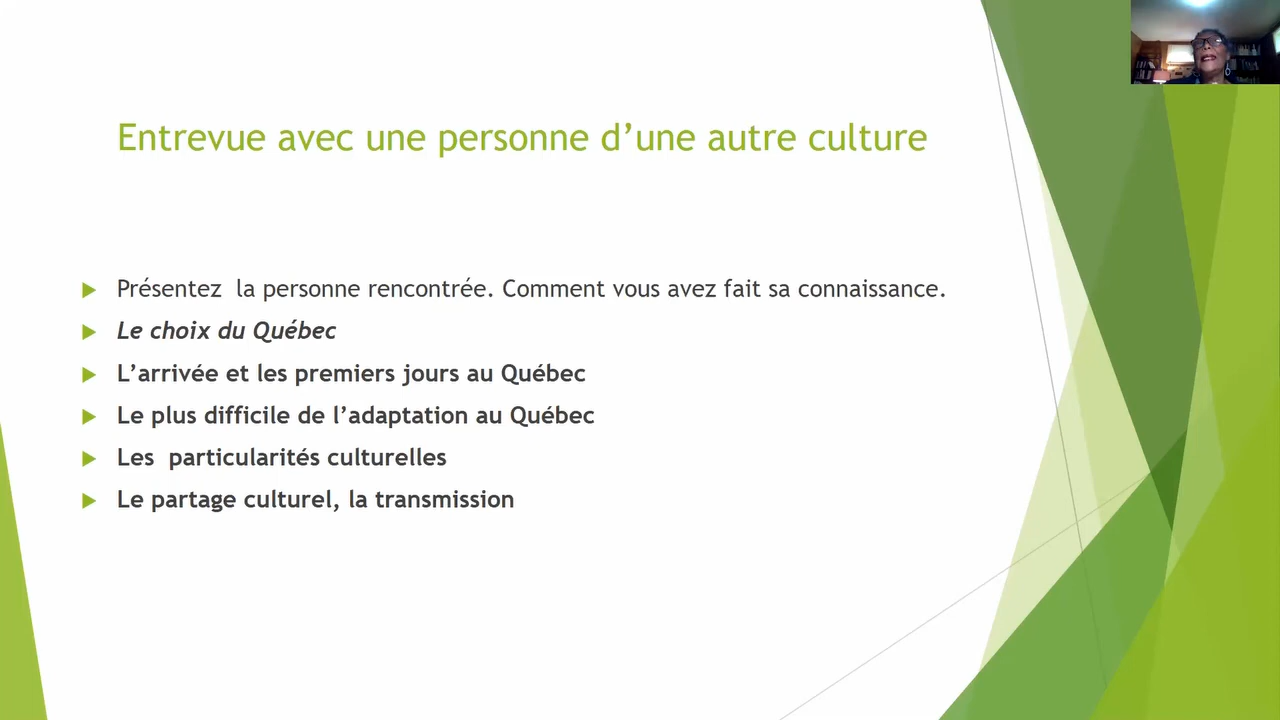 Entrevue avec une personne d’une autre culture
Présentez  la personne rencontrée. Comment vous avez fait sa connaissance.
Le choix du Québec
L’arrivée et les premiers jours au Québec
Le plus difficile de l’adaptation au Québec
Les  particularités culturelles
Le partage culturel, la transmission